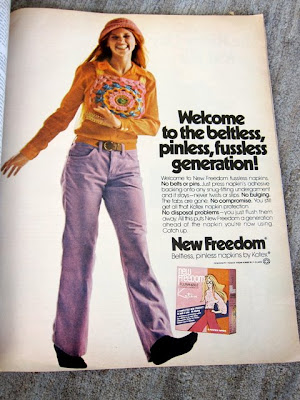 Welcome
to the beltless,
pinless, fussless
generation!
Welcome to New Freedom fussless napkins.
No belts or pins. Just press napkin's adhesive
backing onto any snug-fitting undergarment
and it stays—never twists or slips. No bulging.
The tabs are gone. No compromise. You still
get all that Kotex napkin protection.
No disposal problems—you just flush them
away. All this puts New Freedom a generation
ahead of the napkin you're now using.
Catch up.
New Freedom®
Beltless, pinless napkins by Kotex®
new
freedom
Kotex